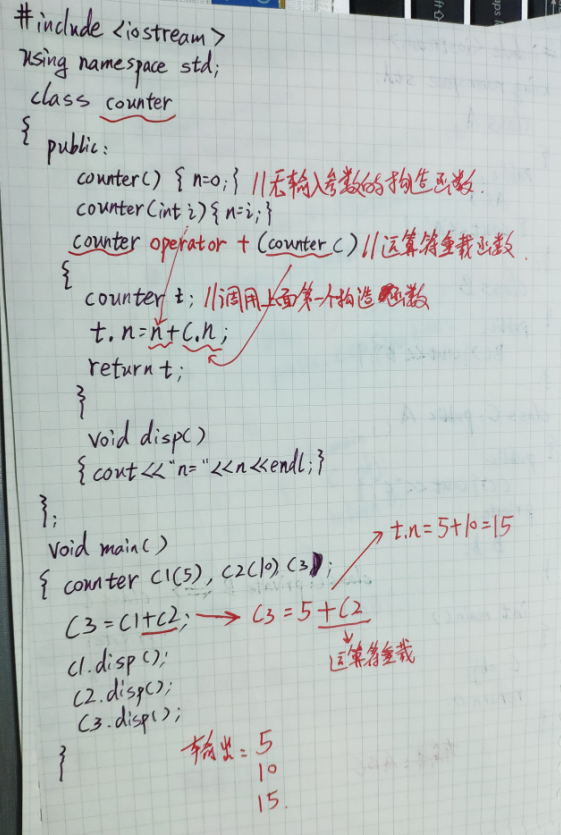 #include <iostream>
using namespace std;
class counter
{
public:
counter() { n=0; } //无输入参数的构造函数.
counter(int i) { n=i; }
counter operator + (counter C) //运算符重载函数.
{
counter t; //调用上面第一个构造函数
t.n=n+C.n;
return t;
}
void disp()
{ cout<<"n="<<n<<endl; }
};
void main()
t.n=5+10=15
{ counter C1(5), C2(10), C3;
C3=C1+C2; → C3=5+C2
运算符重载
C1.disp();
C2.disp();
C3.disp();
}
输出= 5
10
15.